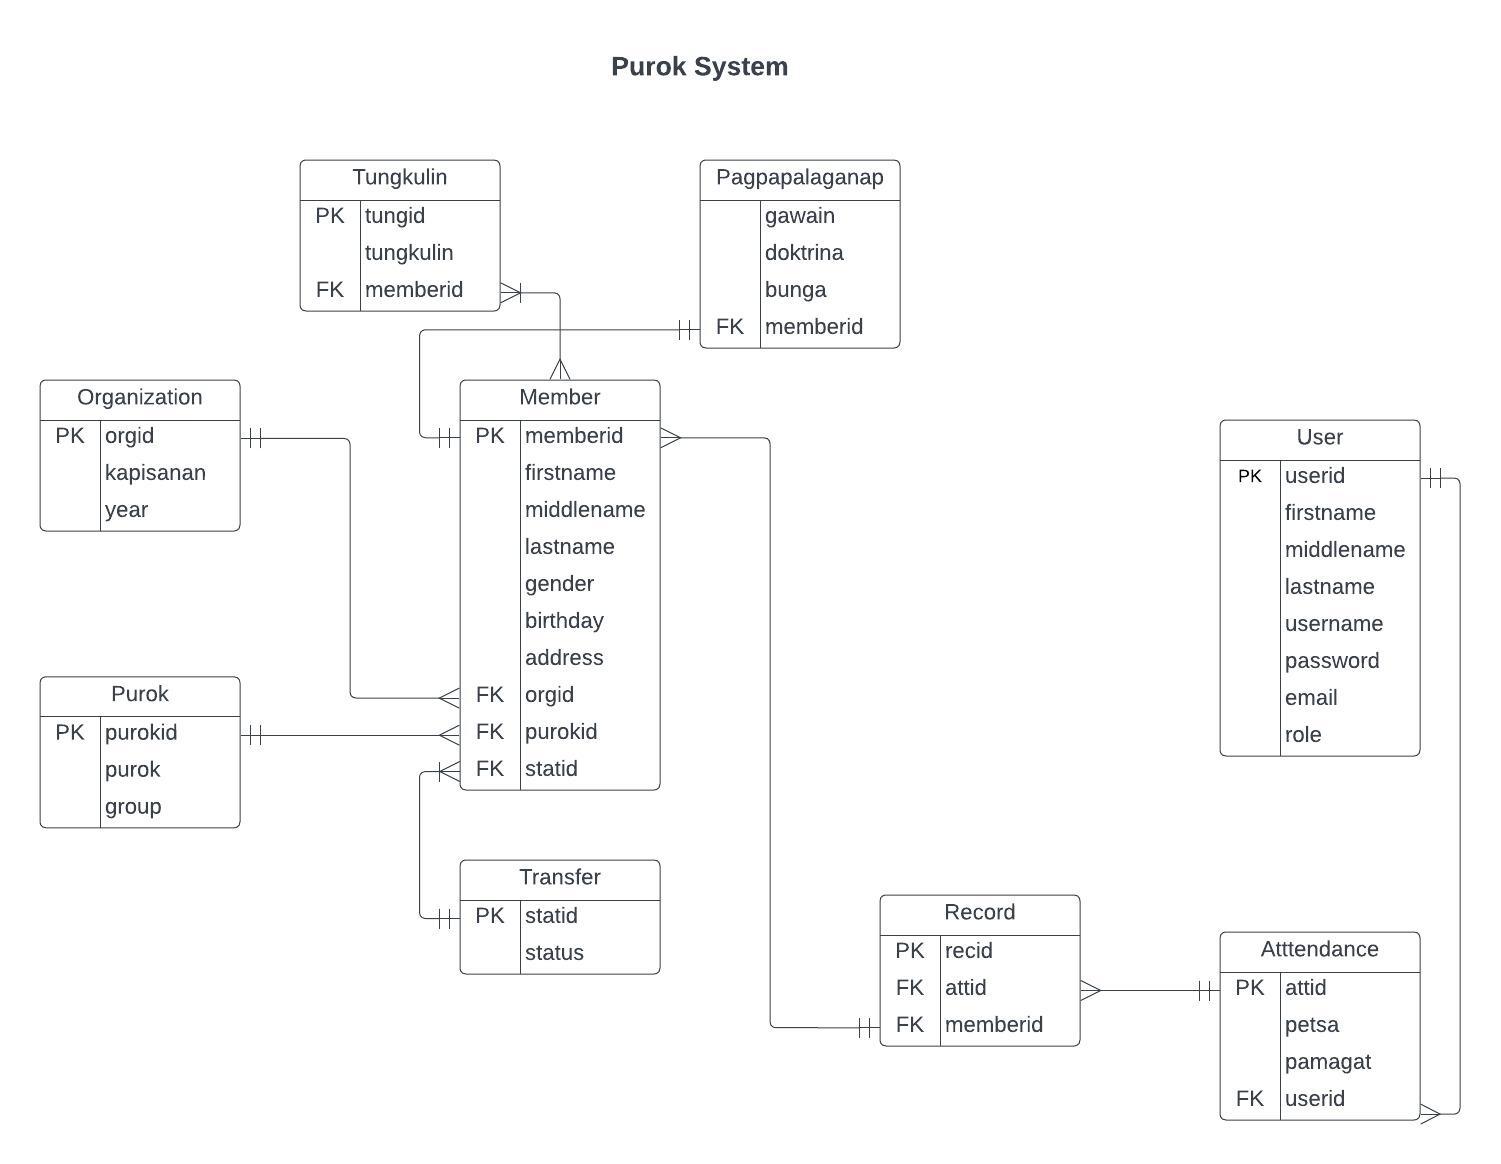 Purok System
Tungkulin
PK tungid
tungkulin
FK memberid
Pagpapalaganap
gawain
doktrina
bunga
FK memberid
Organization
PK orgid
kapisanan
year
Member
PK memberid
firstname
middlename
lastname
gender
birthday
address
FK orgid
FK purokid
FK statid
User
PK userid
firstname
middlename
lastname
username
password
email
role
Purok
PK purokid
purok
group
Transfer
PK statid
status
Record
PK recid
FK attid
FK memberid
Atttendance
PK attid
petsa
pamagat
FK userid